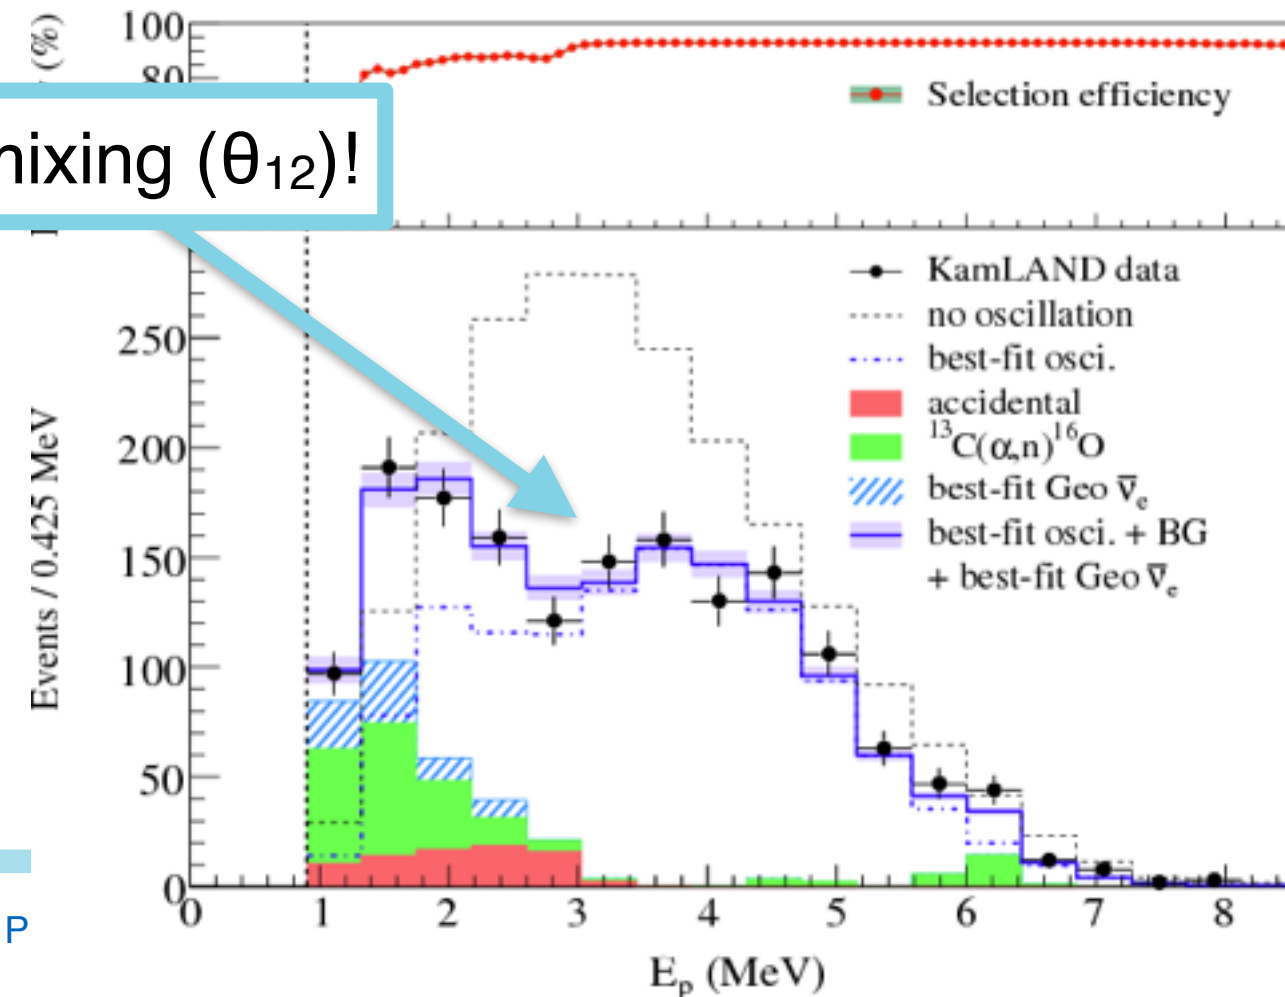 100
(%)
80
Selection efficiency
mixing (θ₁₂)!
KamLAND data
no oscillation
best-fit osci.
accidental
¹³C(α,n)¹⁶O
best-fit Geo ν̅ₑ
best-fit osci. + BG
+ best-fit Geo ν̅ₑ
250
200
150
100
50
0
Events / 0.425 MeV
0 1 2 3 4 5 6 7 8
Eₚ (MeV)
P